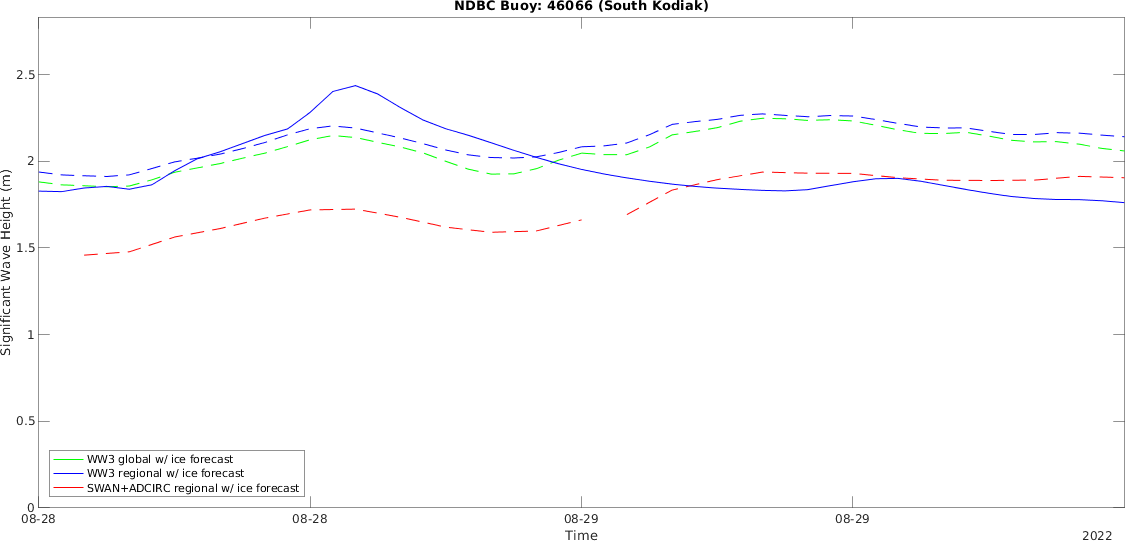 NDBC Buoy: 46066 (South Kodiak)
Significant Wave Height (m)
2.5
2
1.5
1
0.5
0
WW3 global w/ ice forecast
WW3 regional w/ ice forecast
SWAN+ADCIRC regional w/ ice forecast
08-28 08-28 08-29 08-29
Time
2022